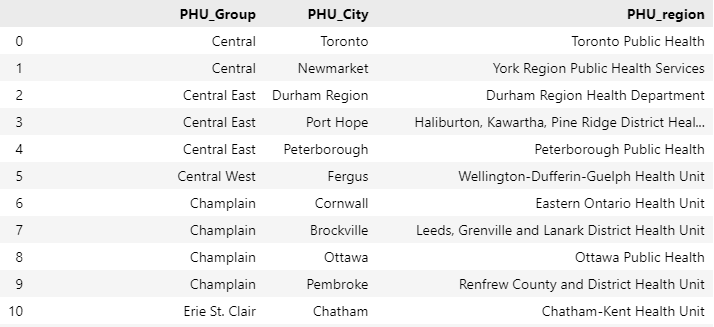 PHU_Group PHU_City PHU_region
0 Central Toronto Toronto Public Health
1 Central Newmarket York Region Public Health Services
2 Central East Durham Region Durham Region Health Department
3 Central East Port Hope Haliburton, Kawartha, Pine Ridge District Heal...
4 Central East Peterborough Peterborough Public Health
5 Central West Fergus Wellington-Dufferin-Guelph Health Unit
6 Champlain Cornwall Eastern Ontario Health Unit
7 Champlain Brockville Leeds, Grenville and Lanark District Health Unit
8 Champlain Ottawa Ottawa Public Health
9 Champlain Pembroke Renfrew County and District Health Unit
10 Erie St. Clair Chatham Chatham-Kent Health Unit